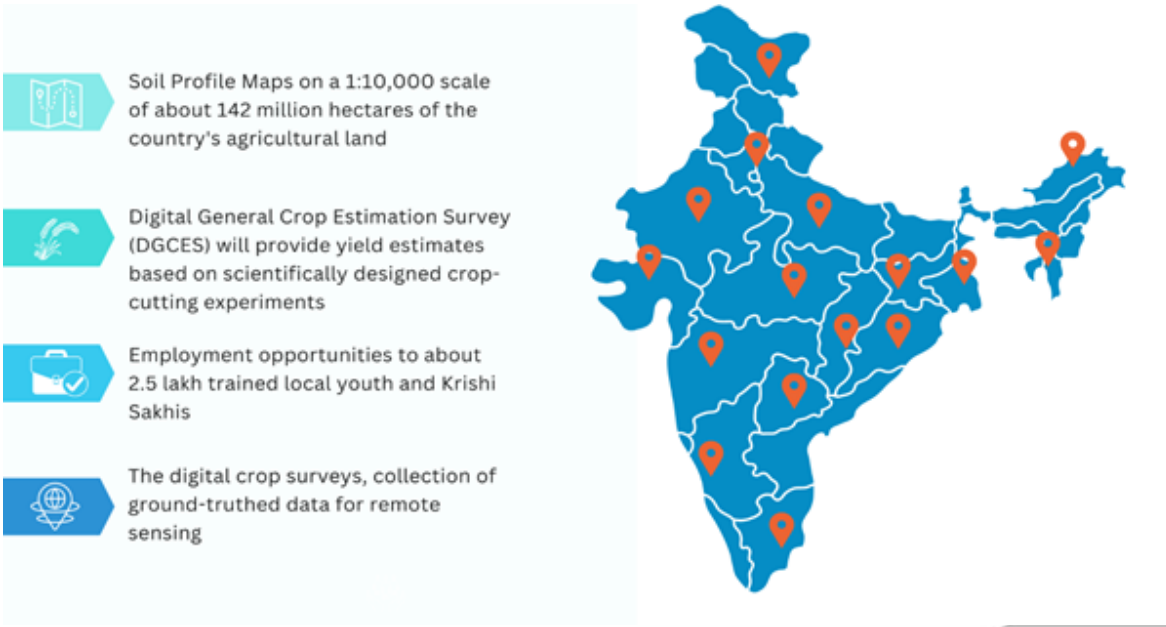 Soil Profile Maps on a 1:10,000 scale
of about 142 million hectares of the
country's agricultural land
Digital General Crop Estimation Survey
(DGCES) will provide yield estimates
based on scientifically designed crop-
cutting experiments
Employment opportunities to about
2.5 lakh trained local youth and Krishi
Sakhis
The digital crop surveys, collection of
ground-truthed data for remote
sensing